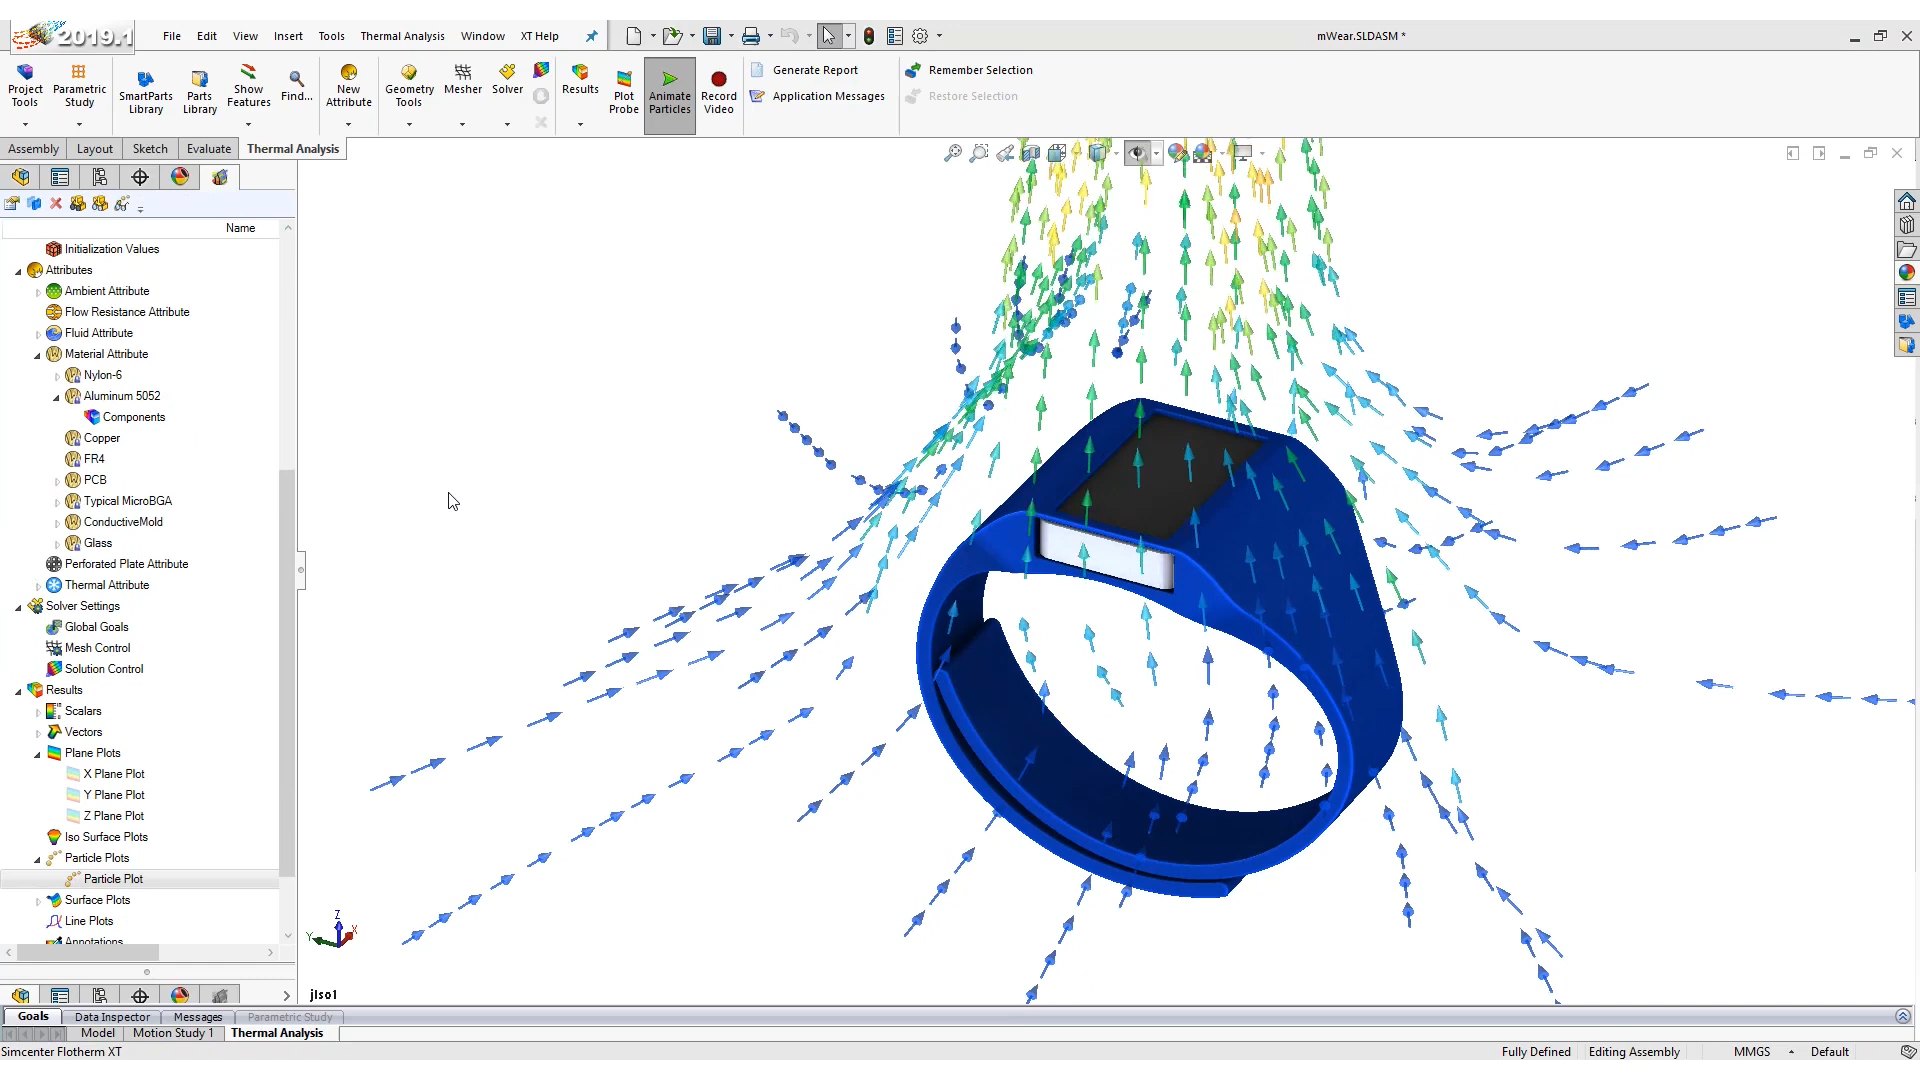 2019.1
File Edit View Insert Tools Thermal Analysis Window XT Help
mWear.SLDASM *
Project Tools
Parametric Study
SmartParts Library
Parts Library
Show Features
Find...
New Attribute
Geometry Tools
Mesher
Solver
Results
Plot Probe
Animate Particles
Record Video
Generate Report
Application Messages
Remember Selection
Restore Selection
Assembly Layout Sketch Evaluate Thermal Analysis
Name
Initialization Values
Attributes
Ambient Attribute
Flow Resistance Attribute
Fluid Attribute
Material Attribute
Nylon-6
Aluminum 5052
Components
Copper
FR4
PCB
Typical MicroBGA
ConductiveMold
Glass
Perforated Plate Attribute
Thermal Attribute
Solver Settings
Global Goals
Mesh Control
Solution Control
Results
Scalars
Vectors
Plane Plots
X Plane Plot
Y Plane Plot
Z Plane Plot
Iso Surface Plots
Particle Plots
Particle Plot
Surface Plots
Line Plots
Annotations
Z
Y X
jIso1
Goals Data Inspector Messages Parametric Study
Model Motion Study 1 Thermal Analysis
Simcenter Flotherm XT
Fully Defined Editing Assembly MMGS Default